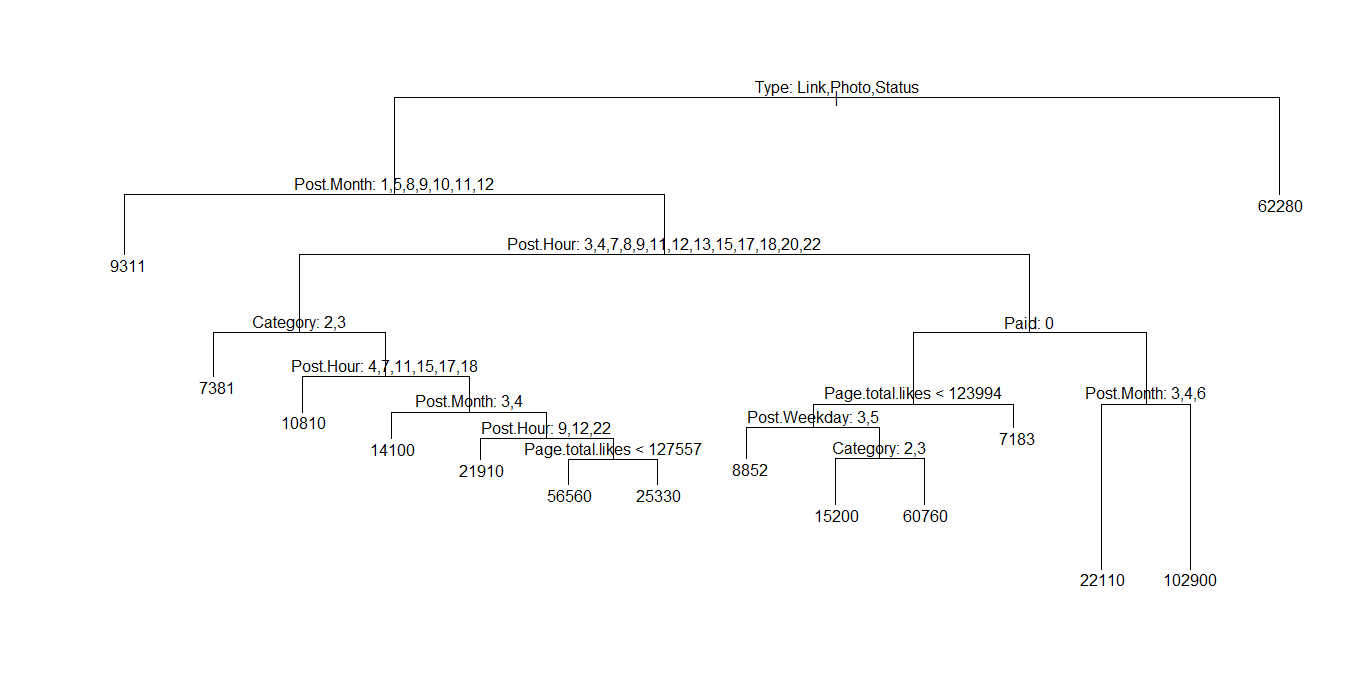 Type: Link,Photo,Status
Post.Month: 1,5,8,9,10,11,12
62280
Post.Hour: 3,4,7,8,9,11,12,13,15,17,18,20,22
9311
Category: 2,3
Paid: 0
Post.Hour: 4,7,11,15,17,18
7381
Page.total.likes < 123994
Post.Month: 3,4,6
Post.Month: 3,4
10810
Post.Weekday: 3,5
Post.Hour: 9,12,22
7183
14100
Page.total.likes < 127557
Category: 2,3
21910
8852
56560
25330
15200
60760
22110
102900